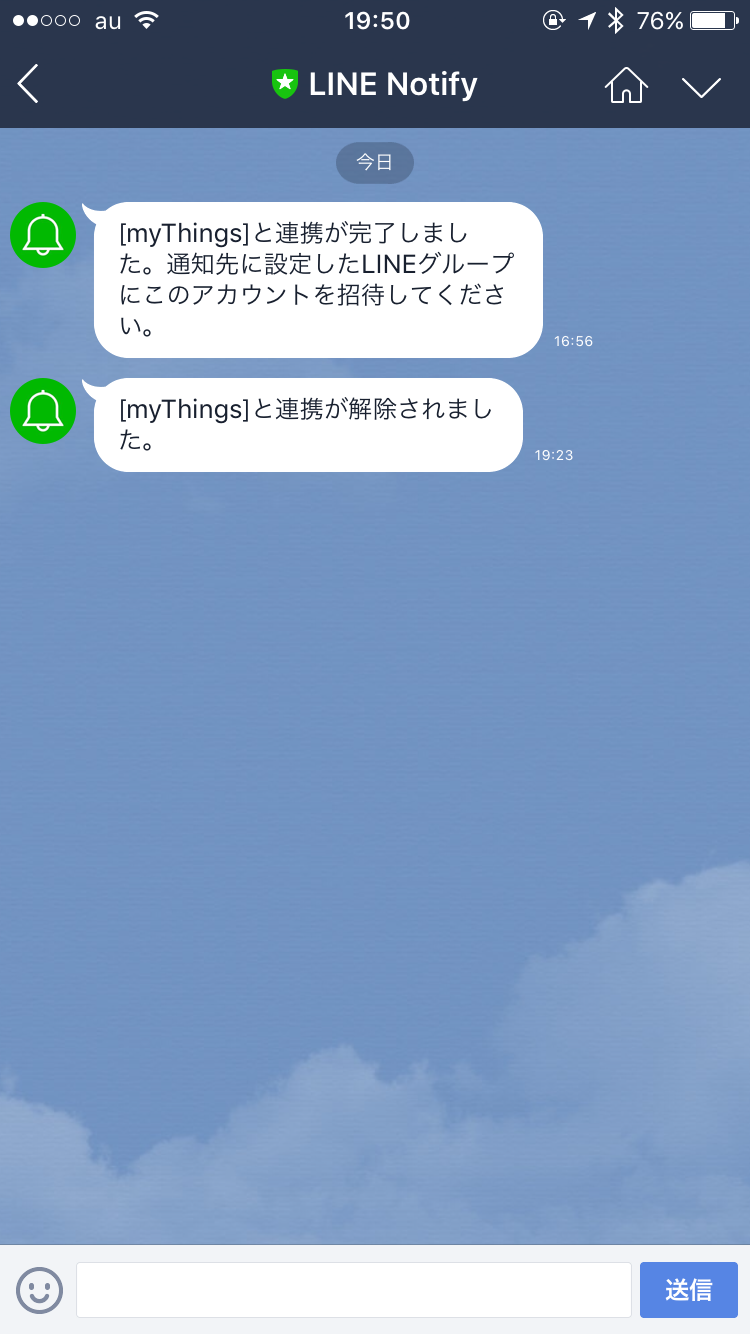 au 19:50 76%
LINE Notify
今日
[myThings]と連携が完了しまし
た。通知先に設定したLINEグループ
にこのアカウントを招待してくださ
い。
16:56
[myThings]と連携が解除されまし
た。
19:23
送信